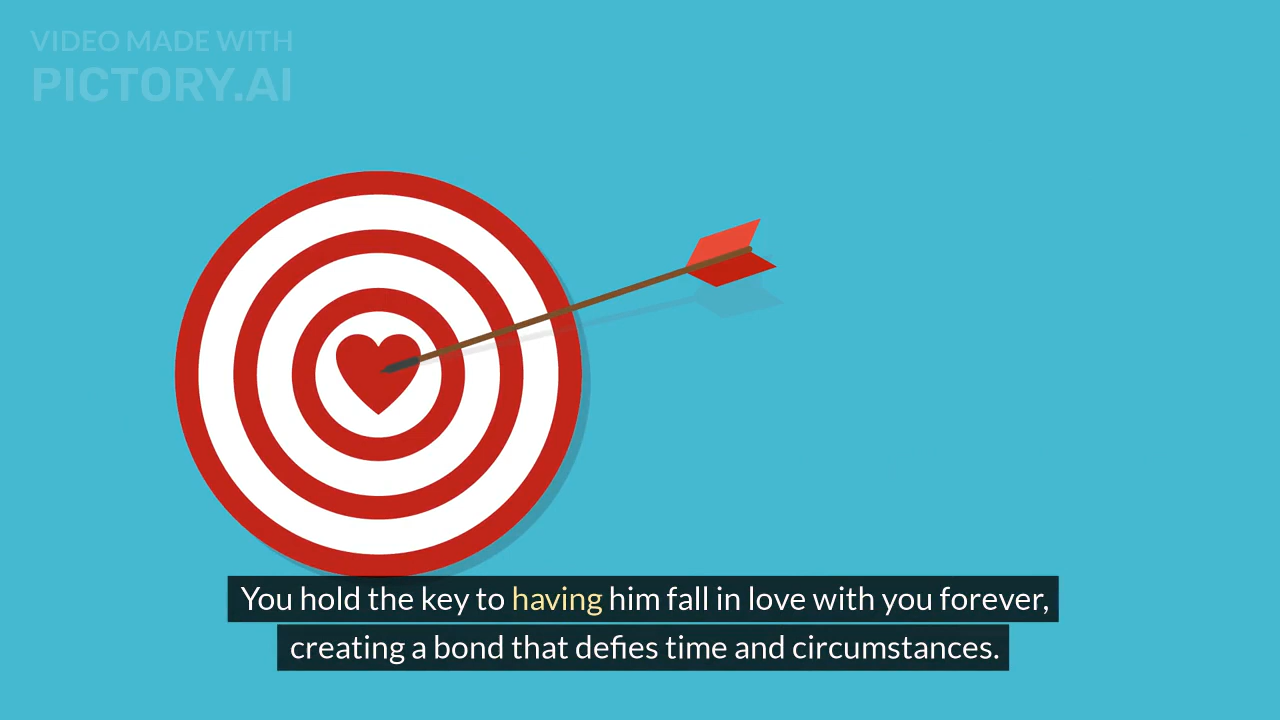 VIDEO MADE WITH
PICTORY.AI
You hold the key to having him fall in love with you forever,
creating a bond that defies time and circumstances.